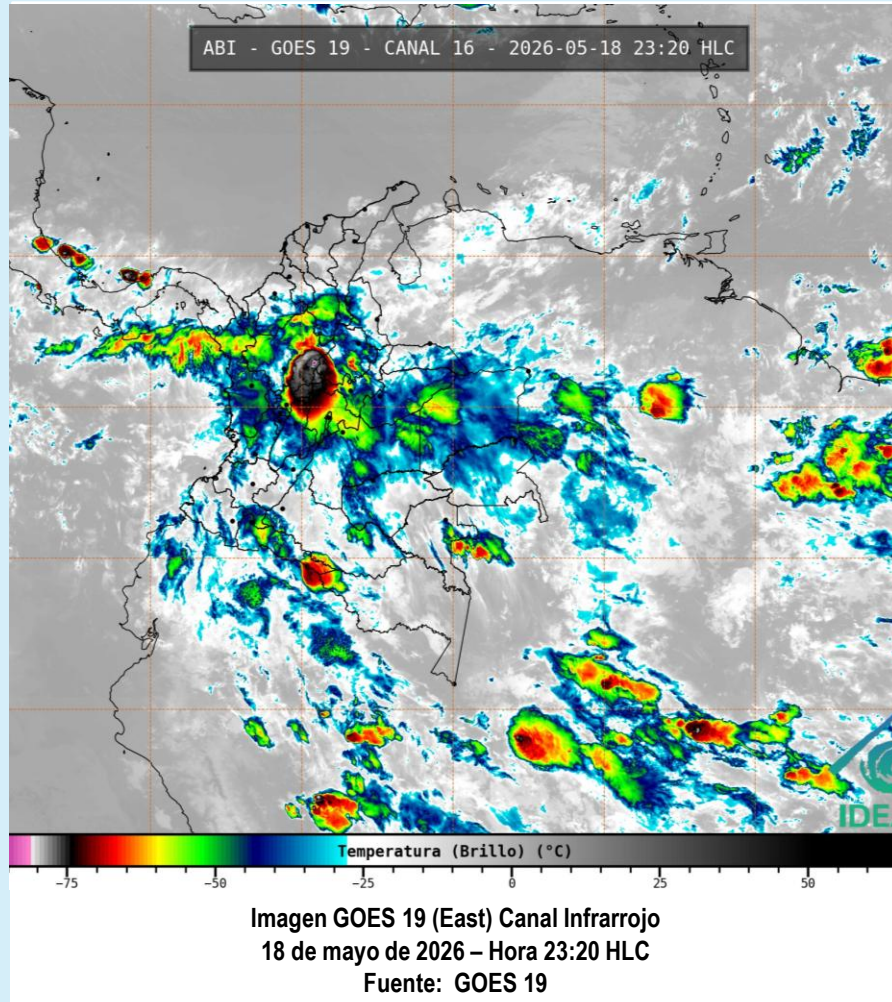 ABI - GOES 19 - CANAL 16 - 2026-05-18 23:20 HLC
IDE
Temperatura (Brillo) (°C)
−75 −50 −25 0 25 50
Imagen GOES 19 (East) Canal Infrarrojo
18 de mayo de 2026 – Hora 23:20 HLC
Fuente: GOES 19